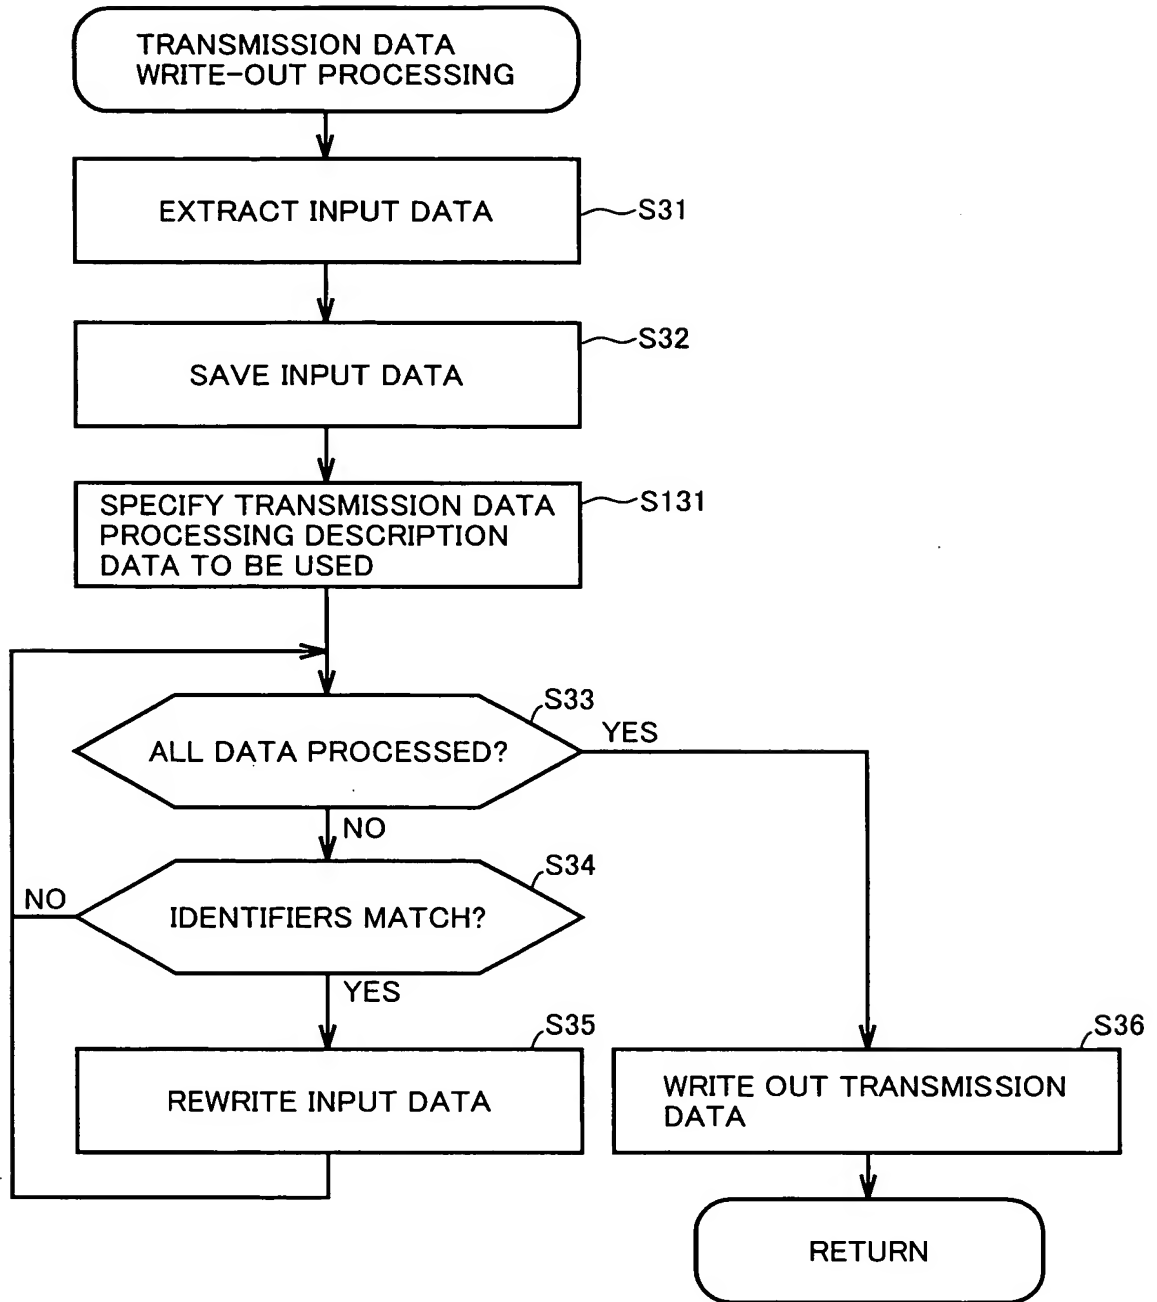 TRANSMISSION DATA
WRITE-OUT PROCESSING
EXTRACT INPUT DATA
S31
SAVE INPUT DATA
S32
SPECIFY TRANSMISSION DATA
PROCESSING DESCRIPTION
DATA TO BE USED
S131
ALL DATA PROCESSED?
S33
YES
NO
IDENTIFIERS MATCH?
S34
NO
YES
REWRITE INPUT DATA
S35
WRITE OUT TRANSMISSION
DATA
S36
RETURN